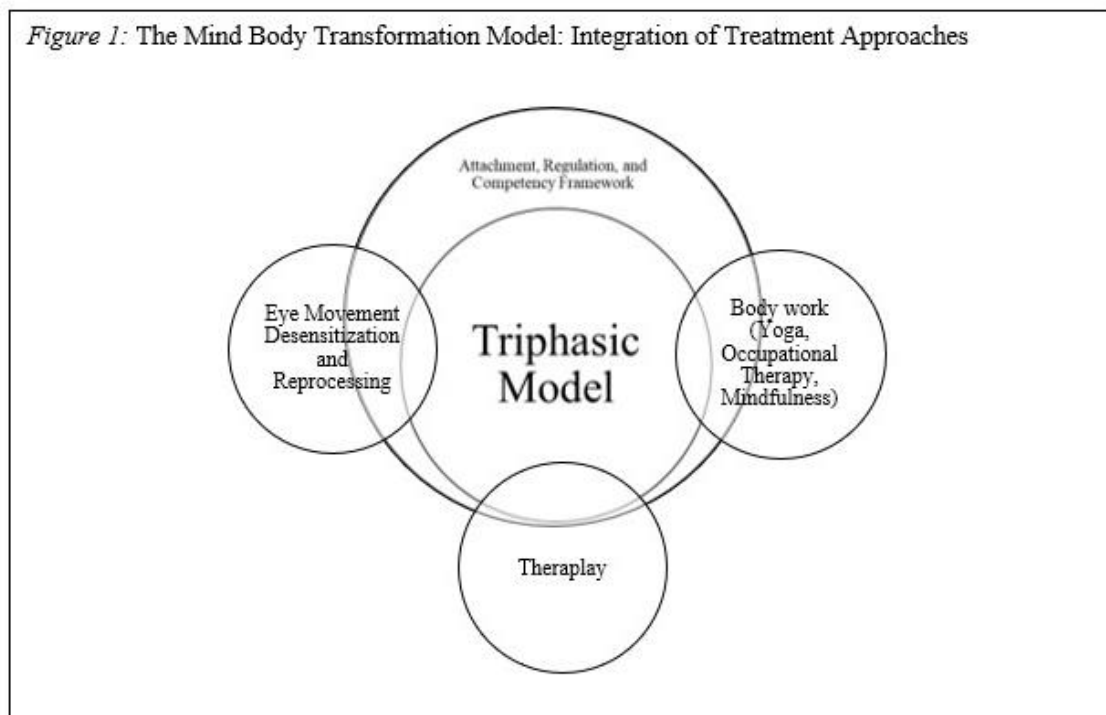 Figure 1: The Mind Body Transformation Model: Integration of Treatment Approaches
Attachment, Regulation, and
Competency Framework
Eye Movement
Desensitization
and
Reprocessing
Triphasic
Model
Body work
(Yoga,
Occupational
Therapy,
Mindfulness)
Theraplay